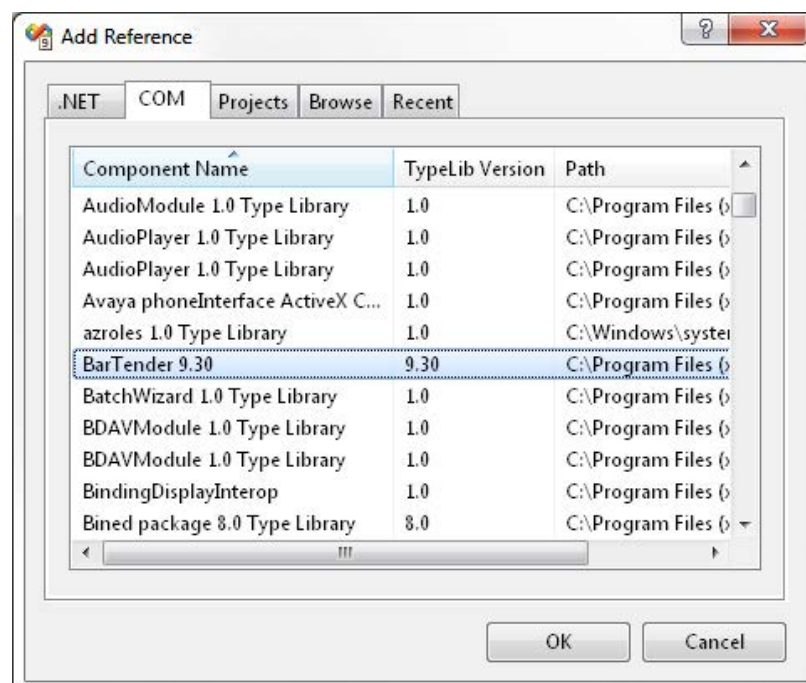 Add Reference
.NET COM Projects Browse Recent
Component Name TypeLib Version Path
AudioModule 1.0 Type Library 1.0 C:\Program Files (
AudioPlayer 1.0 Type Library 1.0 C:\Program Files (
AudioPlayer 1.0 Type Library 1.0 C:\Program Files (
Avaya phoneInterface ActiveX C... 1.0 C:\Program Files (
azroles 1.0 Type Library 1.0 C:\Windows\syster
BarTender 9.30 9.30 C:\Program Files (
BatchWizard 1.0 Type Library 1.0 C:\Program Files (
BDAVModule 1.0 Type Library 1.0 C:\Program Files (
BDAVModule 1.0 Type Library 1.0 C:\Program Files (
BindingDisplayInterop 1.0 C:\Program Files (
Bined package 8.0 Type Library 8.0 C:\Program Files (
OK Cancel